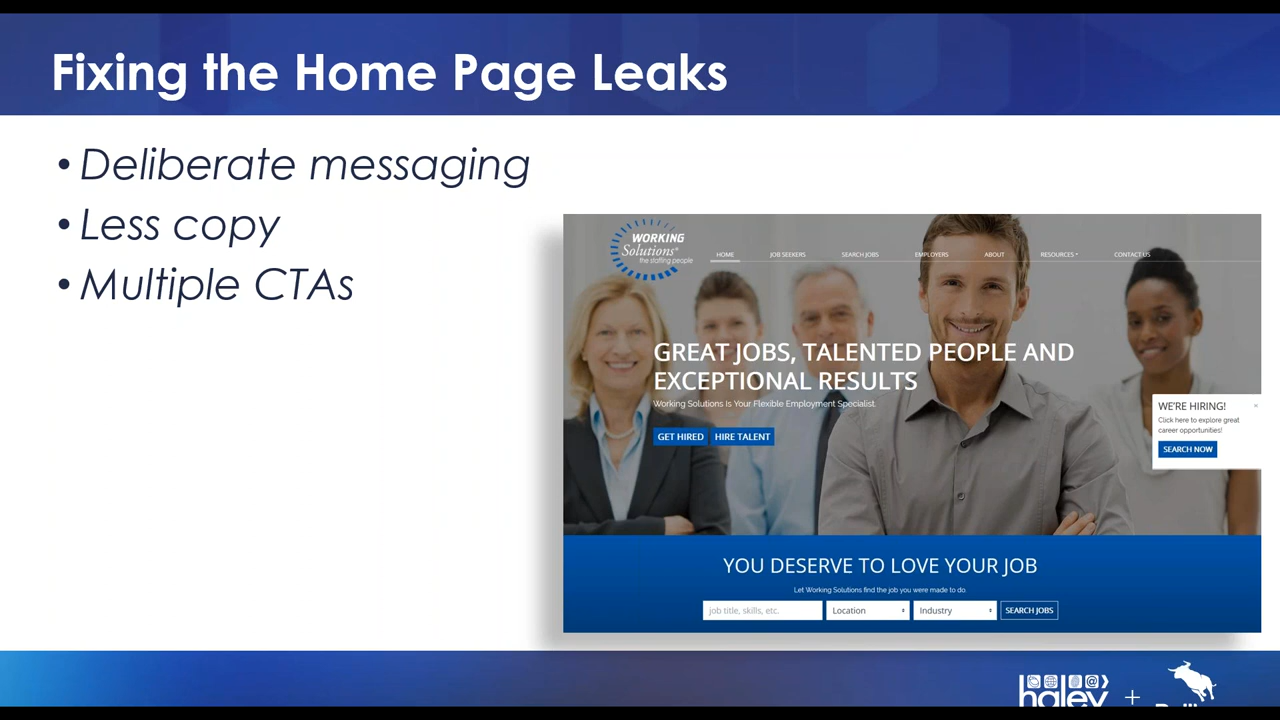 Fixing the Home Page Leaks
• Deliberate messaging
• Less copy
• Multiple CTAs
WORKING
Solutions®
the staffing people
HOME
JOB SEEKERS
SEARCH JOBS
EMPLOYERS
ABOUT
RESOURCES
CONTACT US
GREAT JOBS, TALENTED PEOPLE AND
EXCEPTIONAL RESULTS
Working Solutions Is Your Flexible Employment Specialist.
GET HIRED
HIRE TALENT
WE'RE HIRING!
Click here to explore great
career opportunities!
SEARCH NOW
YOU DESERVE TO LOVE YOUR JOB
Let Working Solutions find the job you were made to do.
job title, skills, etc.
Location
Industry
SEARCH JOBS
haley
+